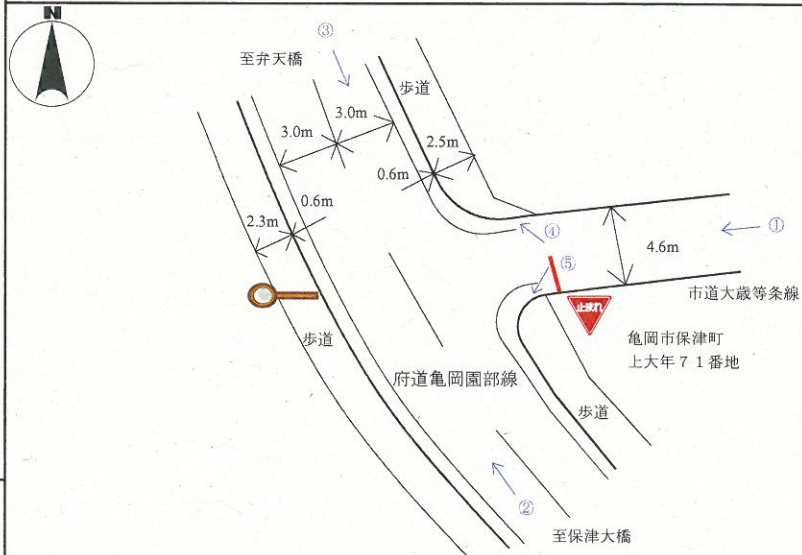 N
③
至弁天橋
歩道
3.0m
3.0m
2.5m
0.6m
0.6m
2.3m
④
①
4.6m
⑤
市道大歳等条線
止まれ
亀岡市保津町
上大年71番地
歩道
府道亀岡園部線
歩道
②
至保津大橋